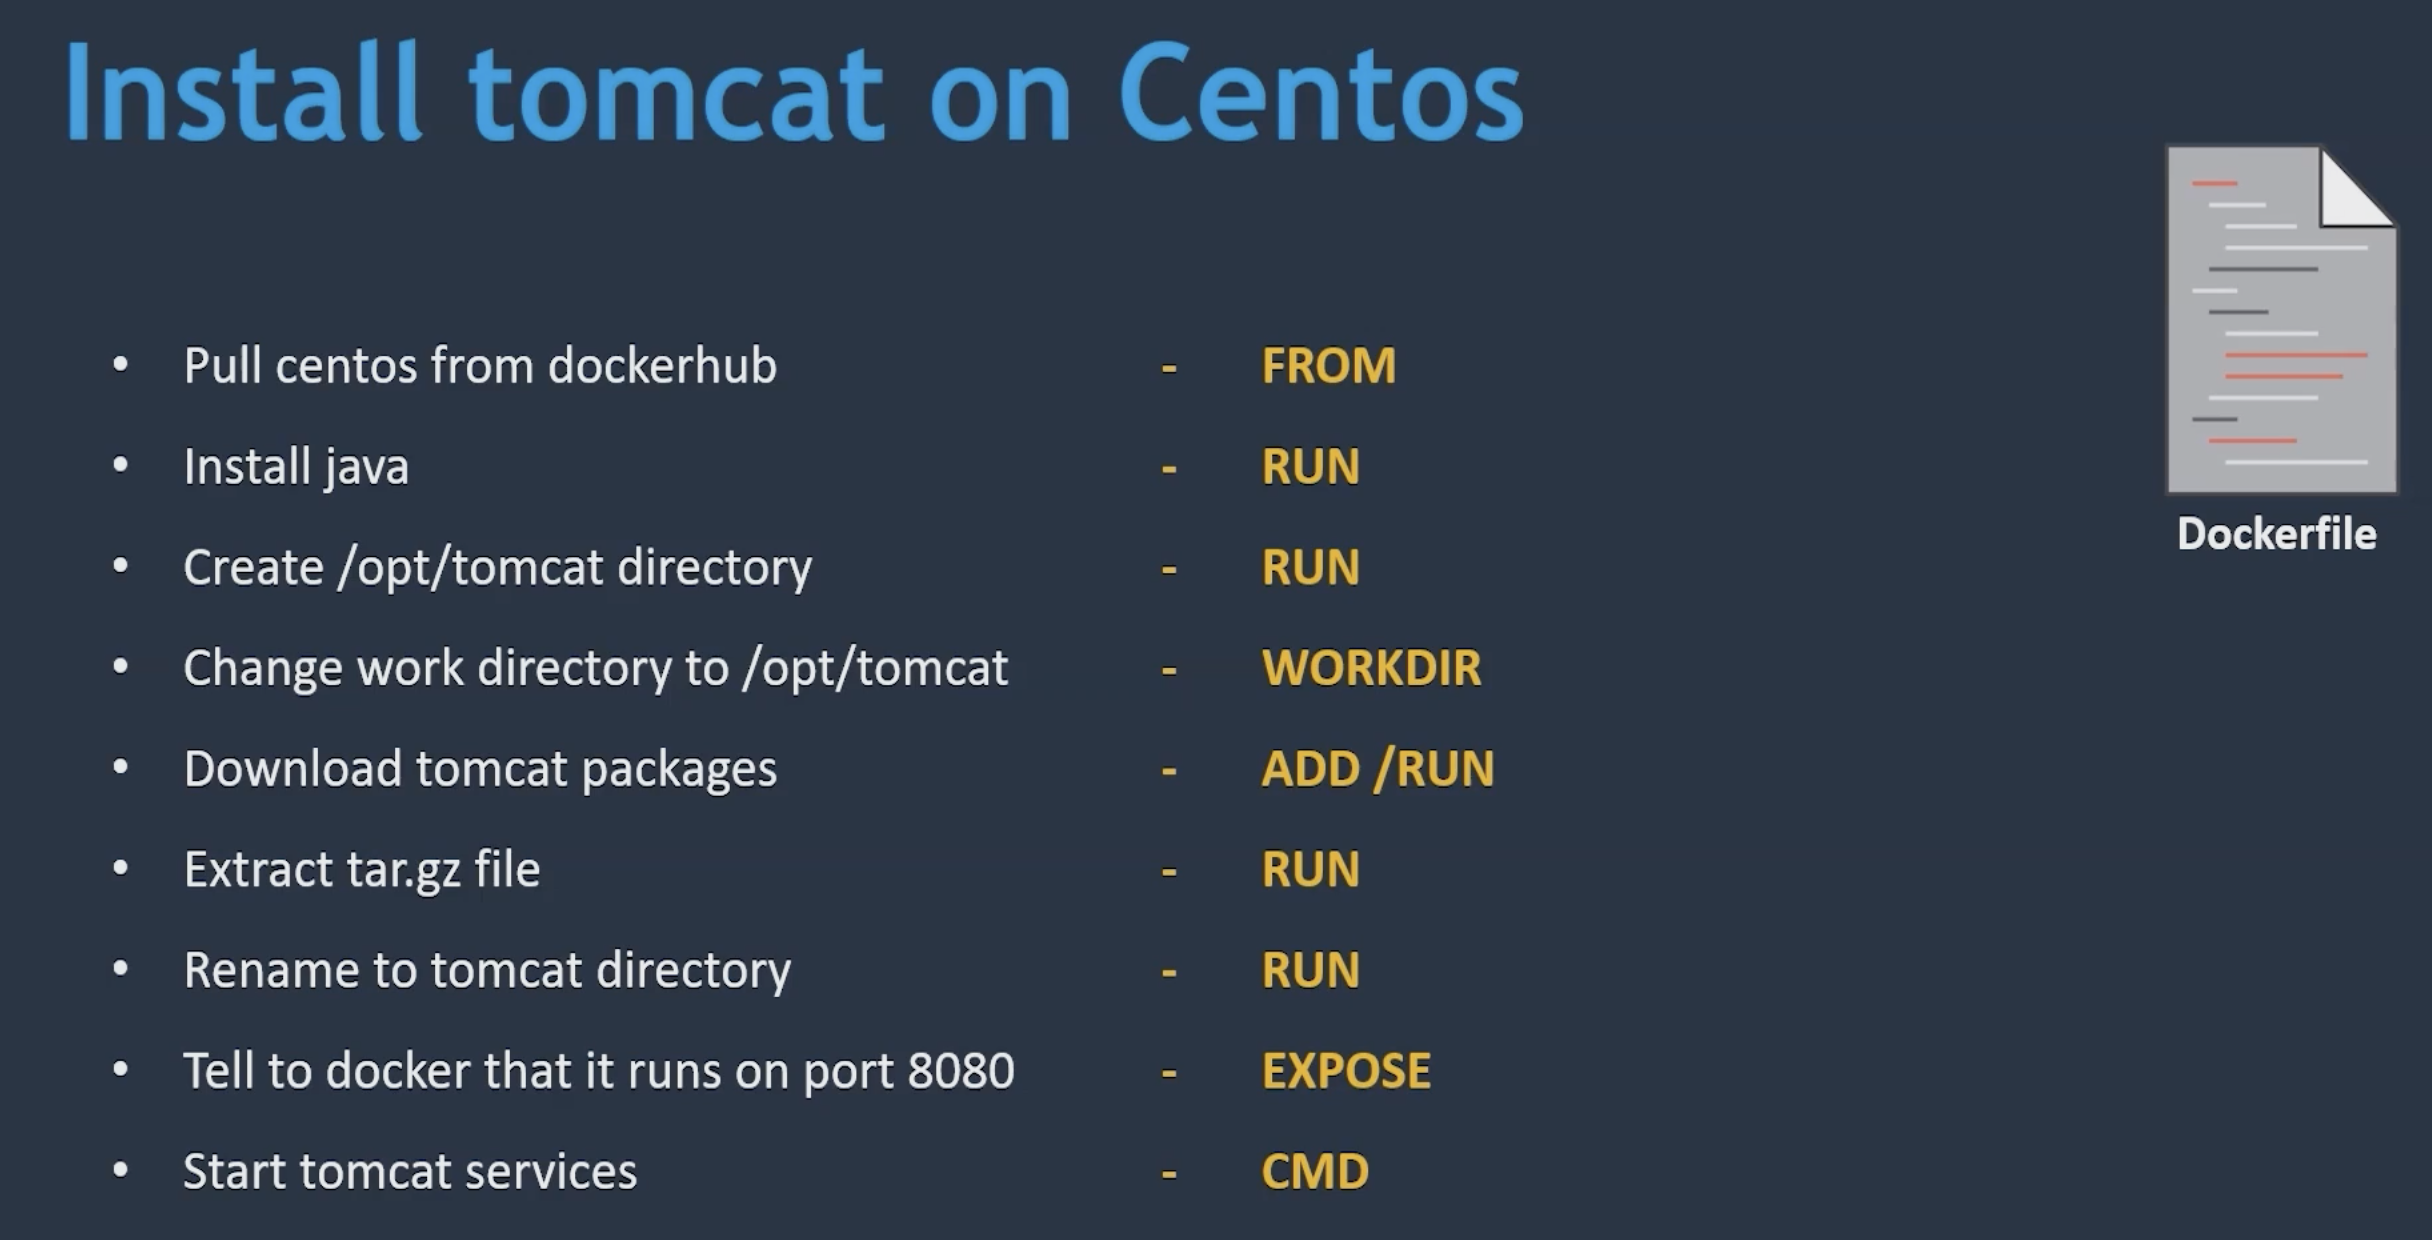 Install tomcat on Centos
Dockerfile
• Pull centos from dockerhub - FROM
• Install java - RUN
• Create /opt/tomcat directory - RUN
• Change work directory to /opt/tomcat - WORKDIR
• Download tomcat packages - ADD /RUN
• Extract tar.gz file - RUN
• Rename to tomcat directory - RUN
• Tell to docker that it runs on port 8080 - EXPOSE
• Start tomcat services - CMD